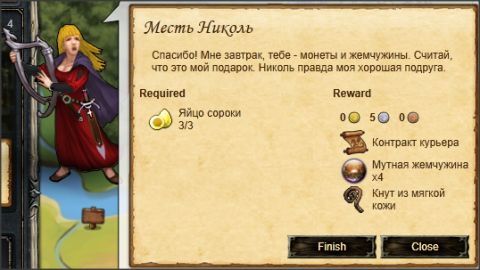 4
Месть Николь
Спасибо! Мне завтрак, тебе - монеты и жемчужины. Считай,
что это мой подарок. Николь правда моя хорошая подруга.
Required
Яйцо сороки
3/3
Reward
0 5 0
Контракт курьера
Мутная жемчужина
x4
Кнут из мягкой
кожи
Finish
Close